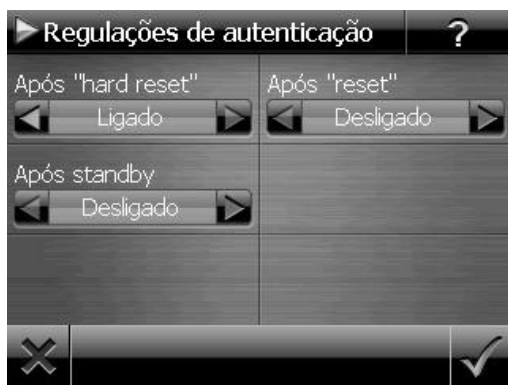 Regulações de autenticação ?
Após "hard reset" Após "reset"
Ligado Desligado
Após standby
Desligado